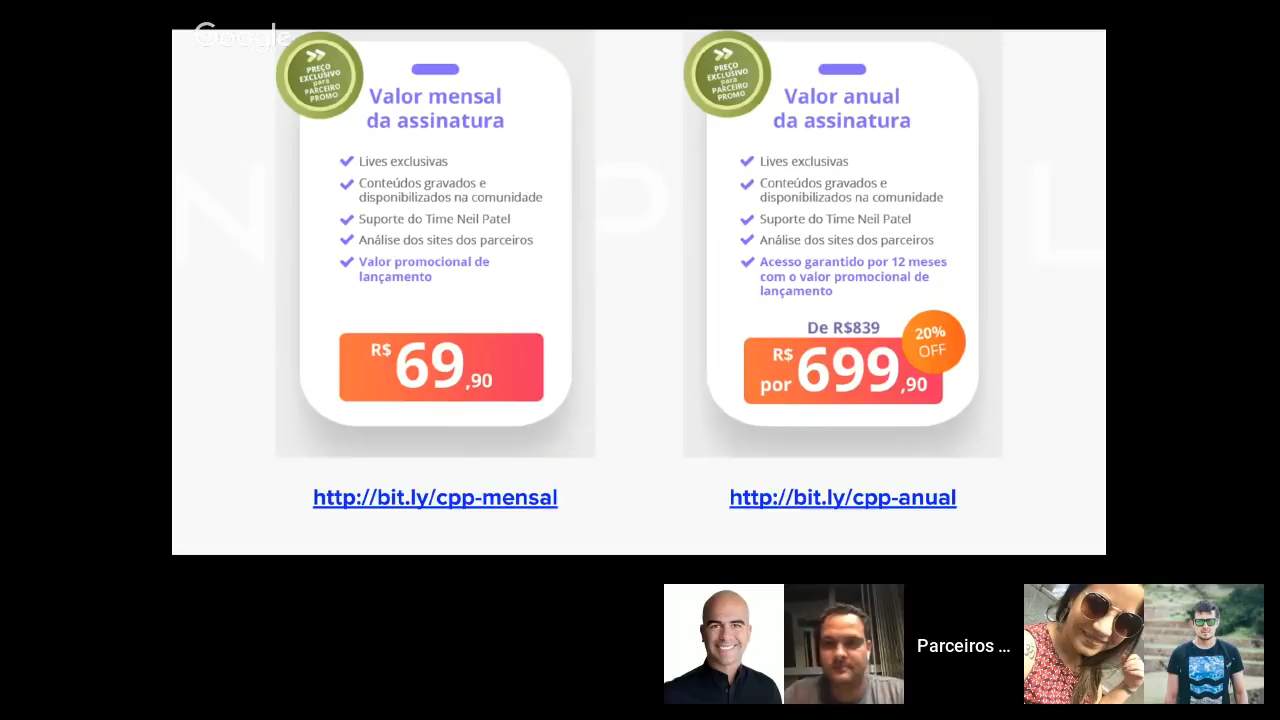 Google
PREÇO
EXCLUSIVO
para
PARCEIRO
PROMO
Valor mensal
da assinatura
Lives exclusivas
Conteúdos gravados e
disponibilizados na comunidade
Suporte do Time Neil Patel
Análise dos sites dos parceiros
Valor promocional de
lançamento
R$ 69,90
http://bit.ly/cpp-mensal
PREÇO
EXCLUSIVO
para
PARCEIRO
PROMO
Valor anual
da assinatura
Lives exclusivas
Conteúdos gravados e
disponibilizados na comunidade
Suporte do Time Neil Patel
Análise dos sites dos parceiros
Acesso garantido por 12 meses
com o valor promocional de
lançamento
De R$839
20%
OFF
R$
por 699,90
http://bit.ly/cpp-anual
Parceiros ...